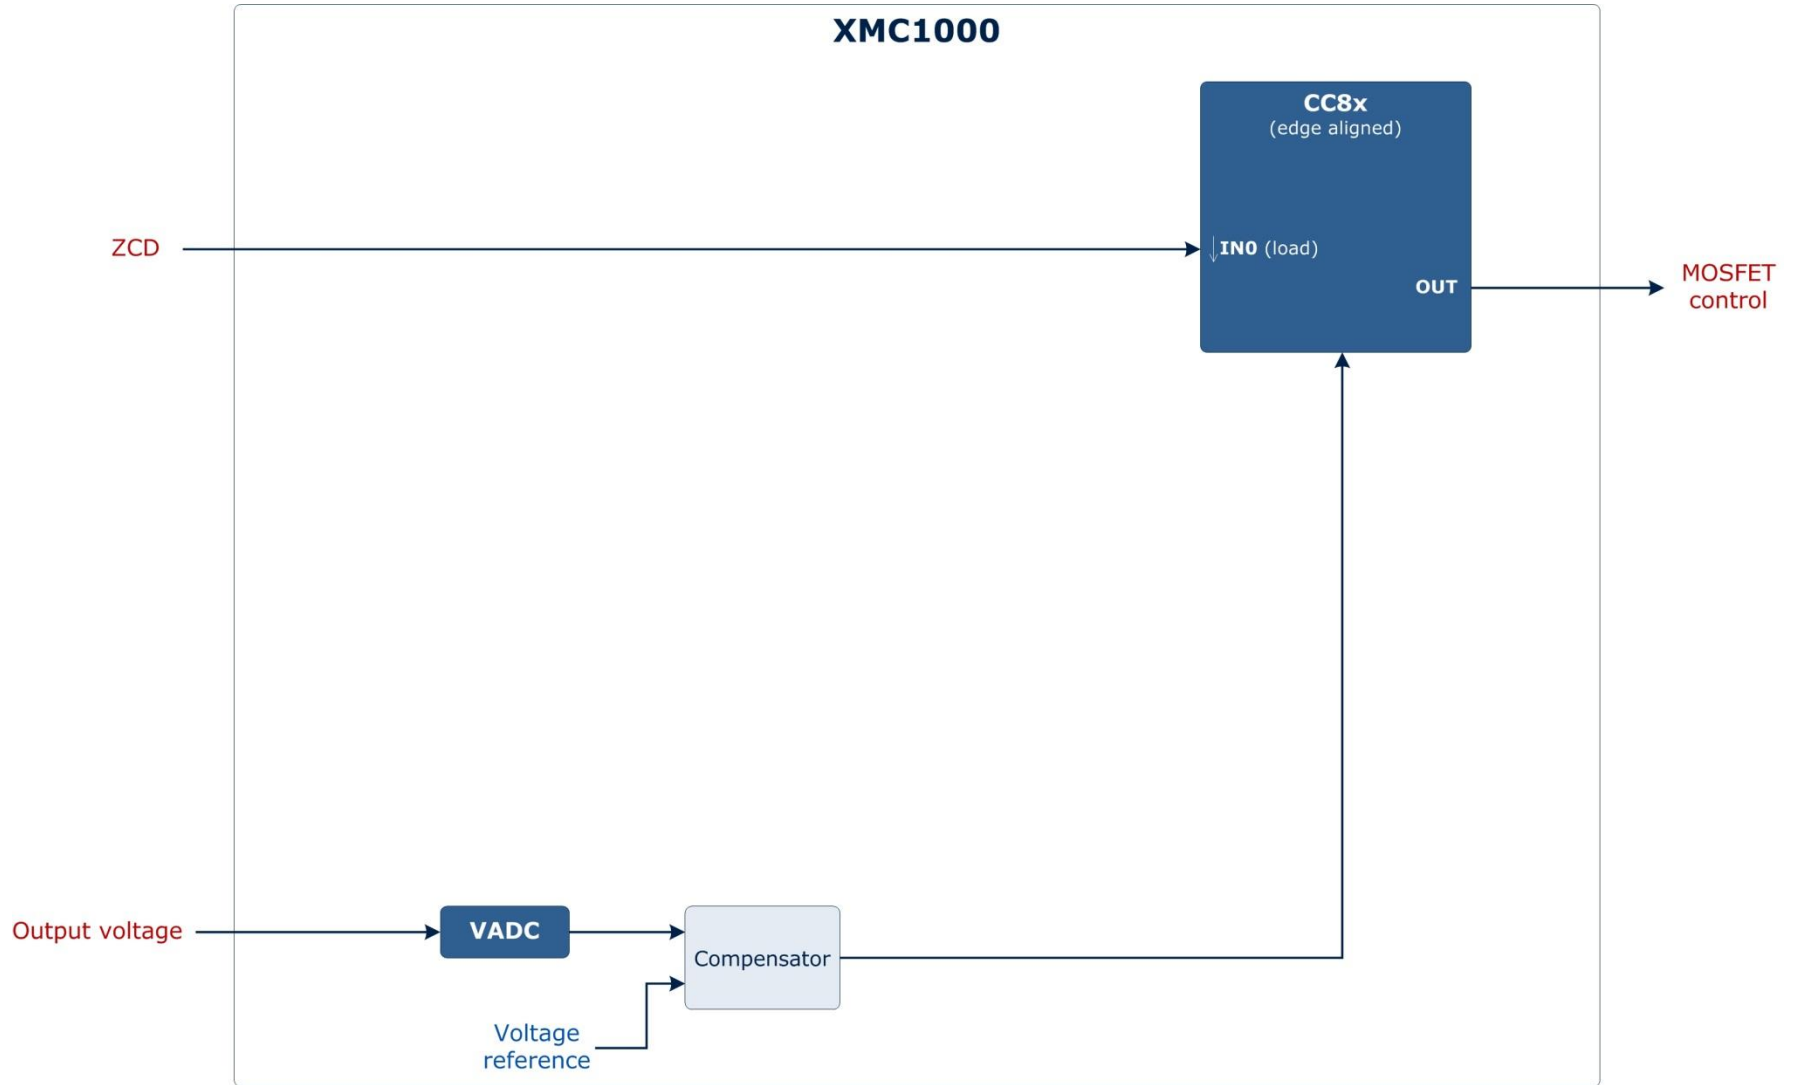 XMC1000
CC8x
(edge aligned)
ZCD
↓ IN0 (load)
OUT
MOSFET
control
Output voltage
VADC
Compensator
Voltage
reference